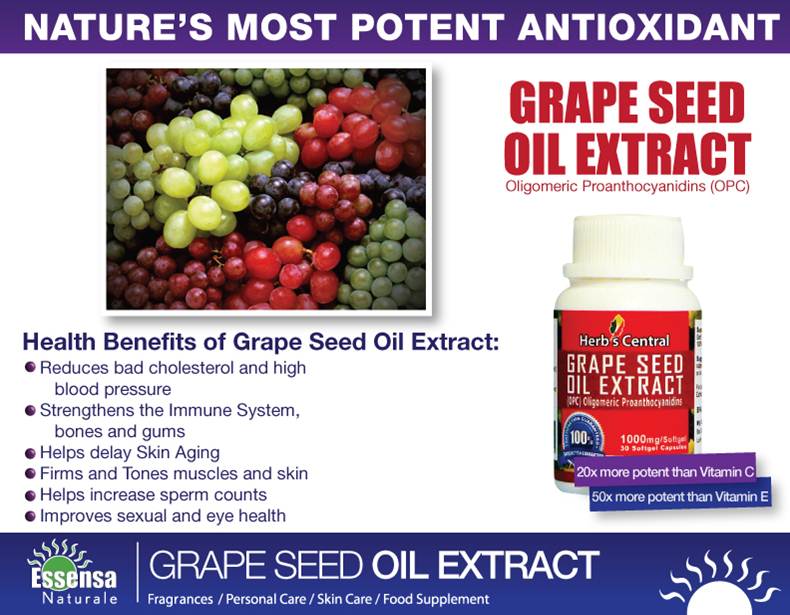 NATURE'S MOST POTENT ANTIOXIDANT
GRAPE SEED
OIL EXTRACT
Oligomeric Proanthocyanidins (OPC)
Health Benefits of Grape Seed Oil Extract:
Reduces bad cholesterol and high
blood pressure
Strengthens the Immune System,
bones and gums
Helps delay Skin Aging
Firms and Tones muscles and skin
Helps increase sperm counts
Improves sexual and eye health
Herb's Central
GRAPE SEED
OIL EXTRACT
(OPC) Oligomeric Proanthocyanidins
100%
1000mg/Softgel
30 Softgel Capsules
20x more potent than Vitamin C
50x more potent than Vitamin E
Essensa
Naturale
GRAPE SEED OIL EXTRACT
Fragrances / Personal Care / Skin Care / Food Supplement